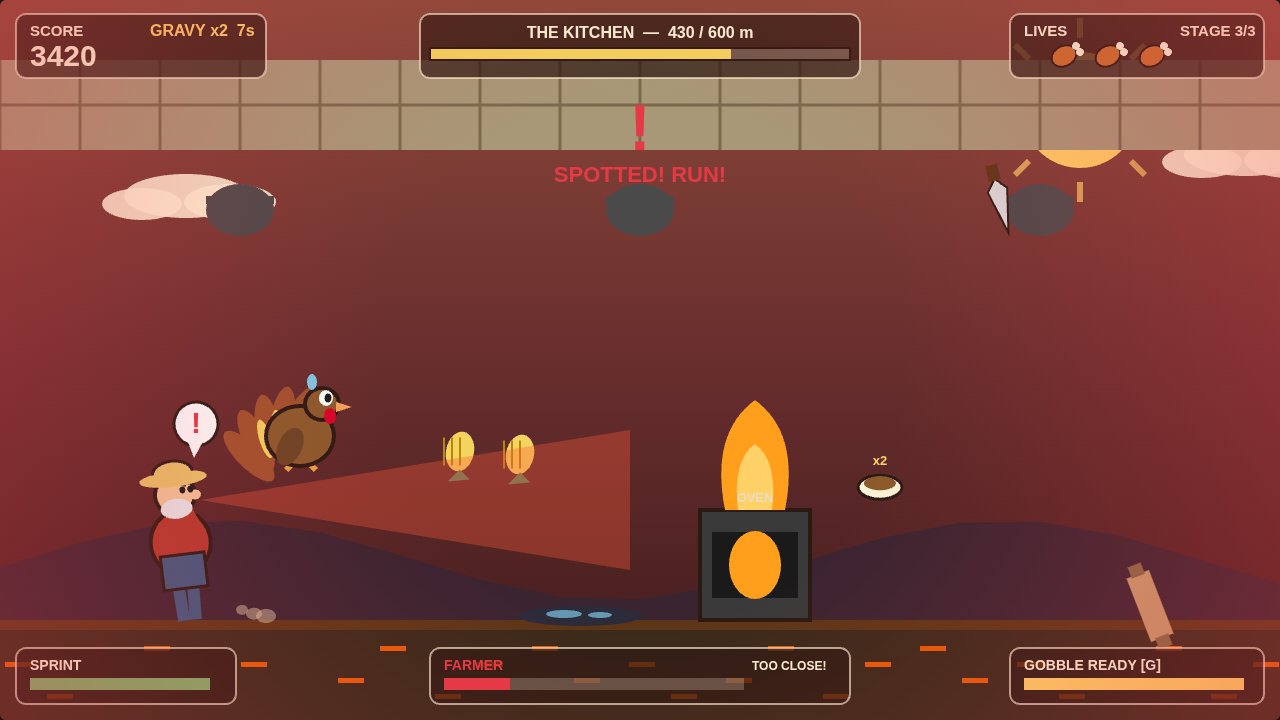 SCORE
GRAVY x2 7s
3420
THE KITCHEN — 430 / 600 m
LIVES
STAGE 3/3
!
SPOTTED! RUN!
!
x2
OVEN
SPRINT
FARMER
TOO CLOSE!
GOBBLE READY [G]